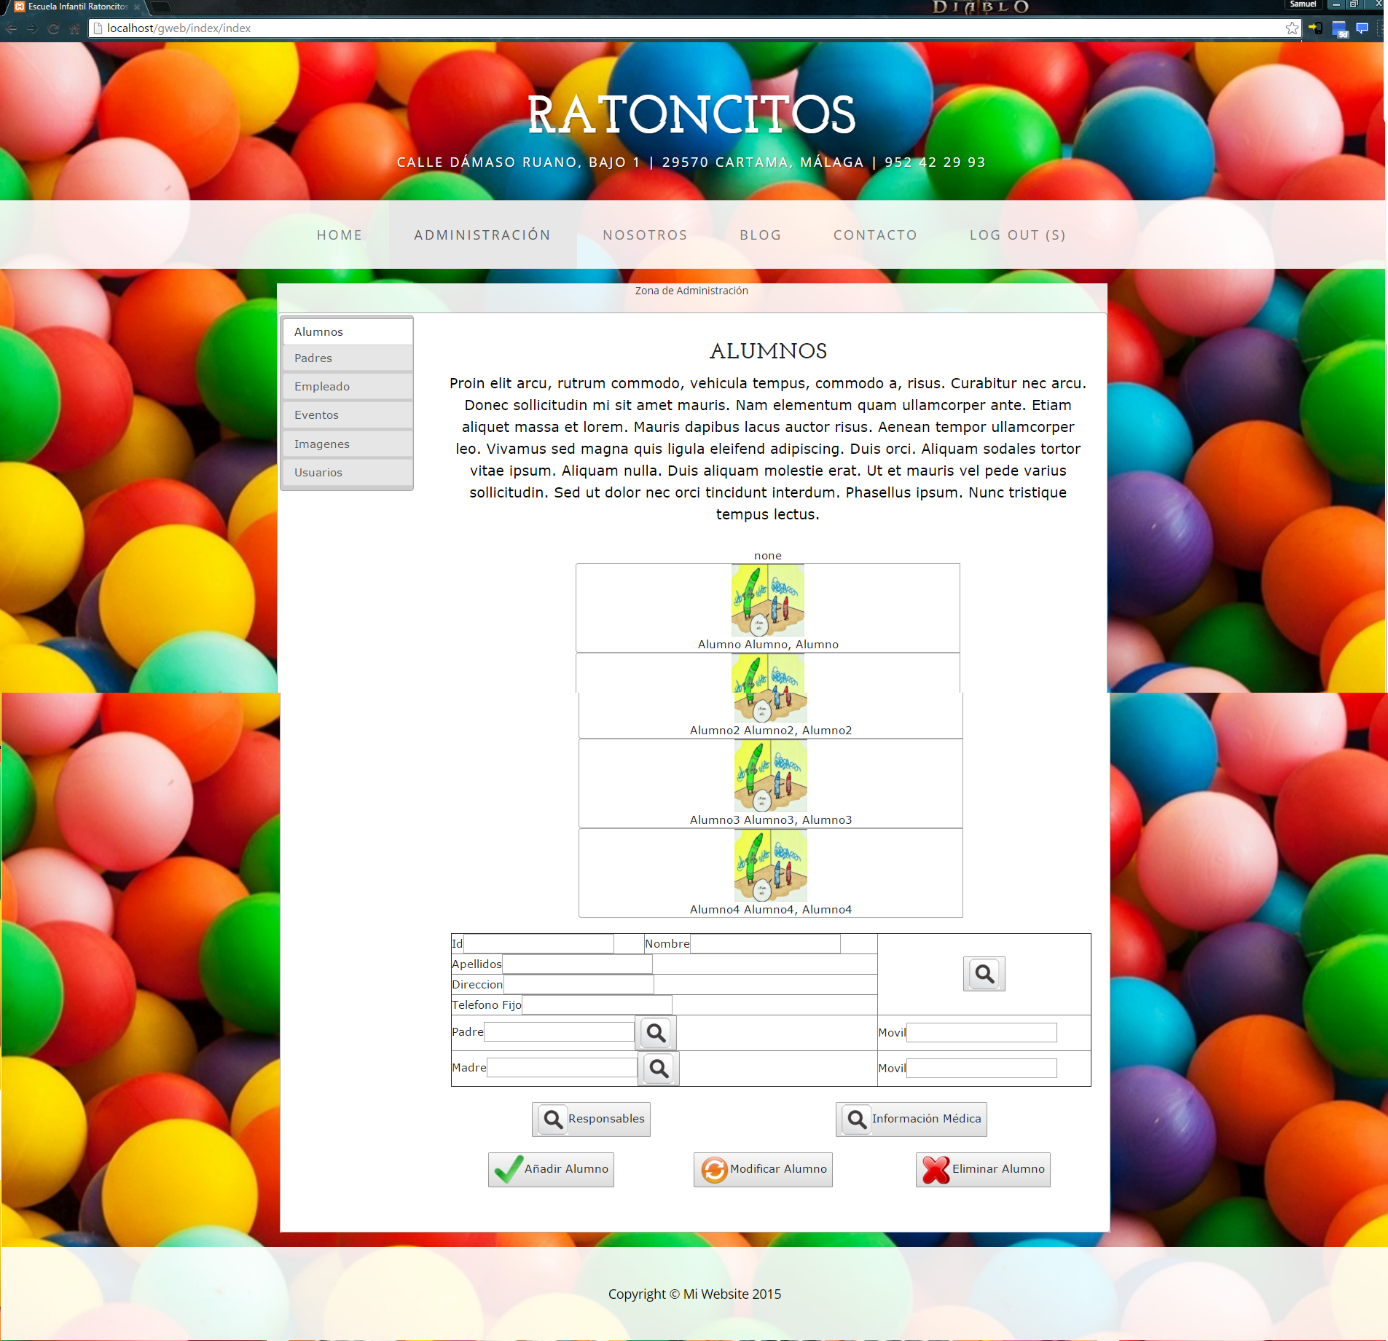 Escuela Infantil Ratoncitos
DIABLO
Samuel
localhost/gweb/index/index
RATONCITOS
CALLE DÁMASO RUANO, BAJO 1 | 29570 CARTAMA, MÁLAGA | 952 42 29 93
HOME ADMINISTRACIÓN NOSOTROS BLOG CONTACTO LOG OUT (S)
Zona de Administración
Alumnos
Padres
Empleado
Eventos
Imagenes
Usuarios
ALUMNOS
Proin elit arcu, rutrum commodo, vehicula tempus, commodo a, risus. Curabitur nec arcu.
Donec sollicitudin mi sit amet mauris. Nam elementum quam ullamcorper ante. Etiam
aliquet massa et lorem. Mauris dapibus lacus auctor risus. Aenean tempor ullamcorper
leo. Vivamus sed magna quis ligula eleifend adipiscing. Duis orci. Aliquam sodales tortor
vitae ipsum. Aliquam nulla. Duis aliquam molestie erat. Ut et mauris vel pede varius
sollicitudin. Sed ut dolor nec orci tincidunt interdum. Phasellus ipsum. Nunc tristique
tempus lectus.
none
Alumno Alumno, Alumno
Alumno2 Alumno2, Alumno2
Alumno3 Alumno3, Alumno3
Alumno4 Alumno4, Alumno4
Id Nombre
Apellidos
Direccion
Telefono Fijo
Padre Movil
Madre Movil
Responsables Información Médica
Añadir Alumno Modificar Alumno Eliminar Alumno
Copyright © Mi Website 2015